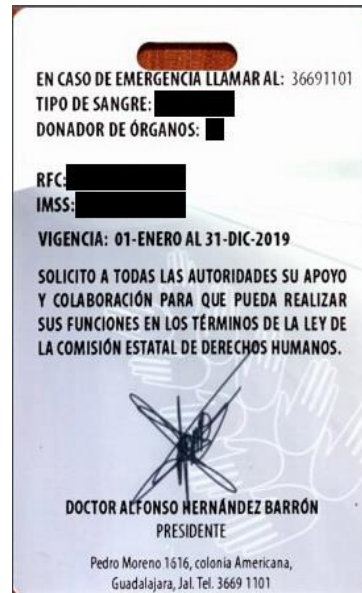 EN CASO DE EMERGENCIA LLAMAR AL: 36691101
TIPO DE SANGRE:
DONADOR DE ÓRGANOS:
RFC:
IMSS:
VIGENCIA: 01-ENERO AL 31-DIC-2019
SOLICITO A TODAS LAS AUTORIDADES SU APOYO
Y COLABORACIÓN PARA QUE PUEDA REALIZAR
SUS FUNCIONES EN LOS TÉRMINOS DE LA LEY DE
LA COMISIÓN ESTATAL DE DERECHOS HUMANOS.
DOCTOR ALFONSO HERNÁNDEZ BARRÓN
PRESIDENTE
Pedro Moreno 1616, colonia Americana,
Guadalajara, Jal. Tel. 3669 1101